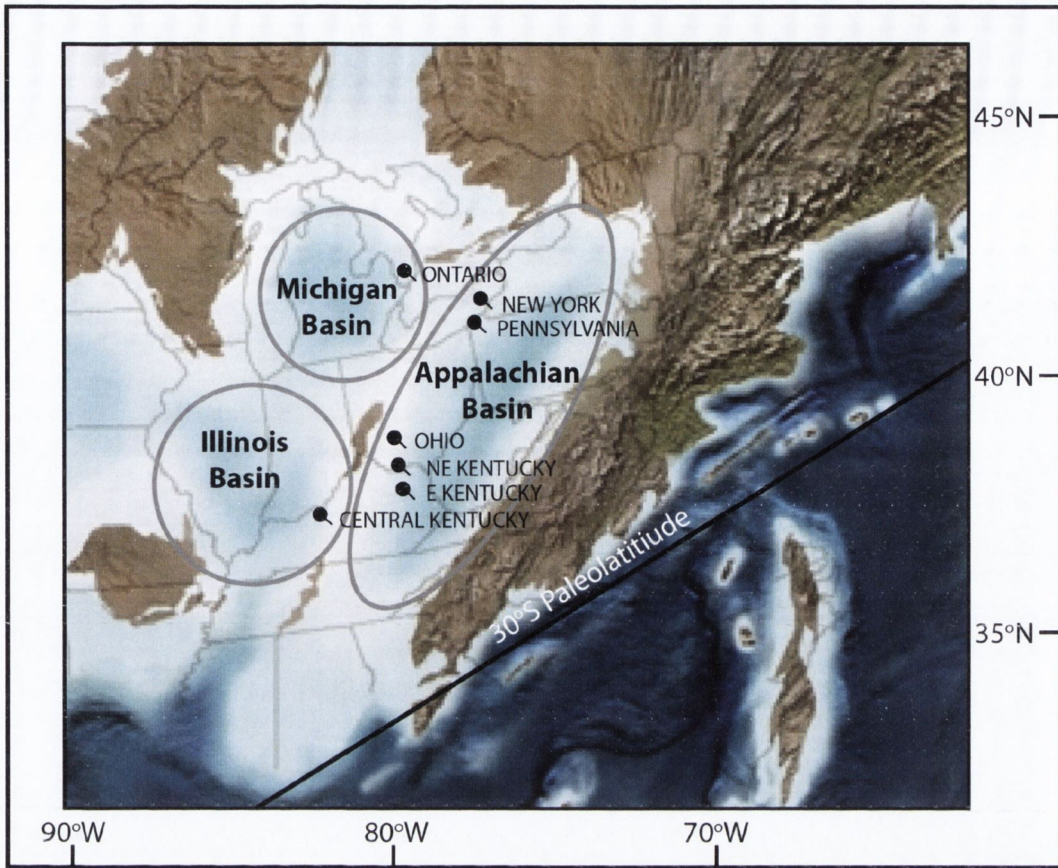 45°N
Michigan
Basin
ONTARIO
NEW YORK
PENNSYLVANIA
40°N
Appalachian
Basin
Illinois
Basin
OHIO
NE KENTUCKY
E KENTUCKY
CENTRAL KENTUCKY
30°S Paleolatitiude
35°N
90°W
80°W
70°W